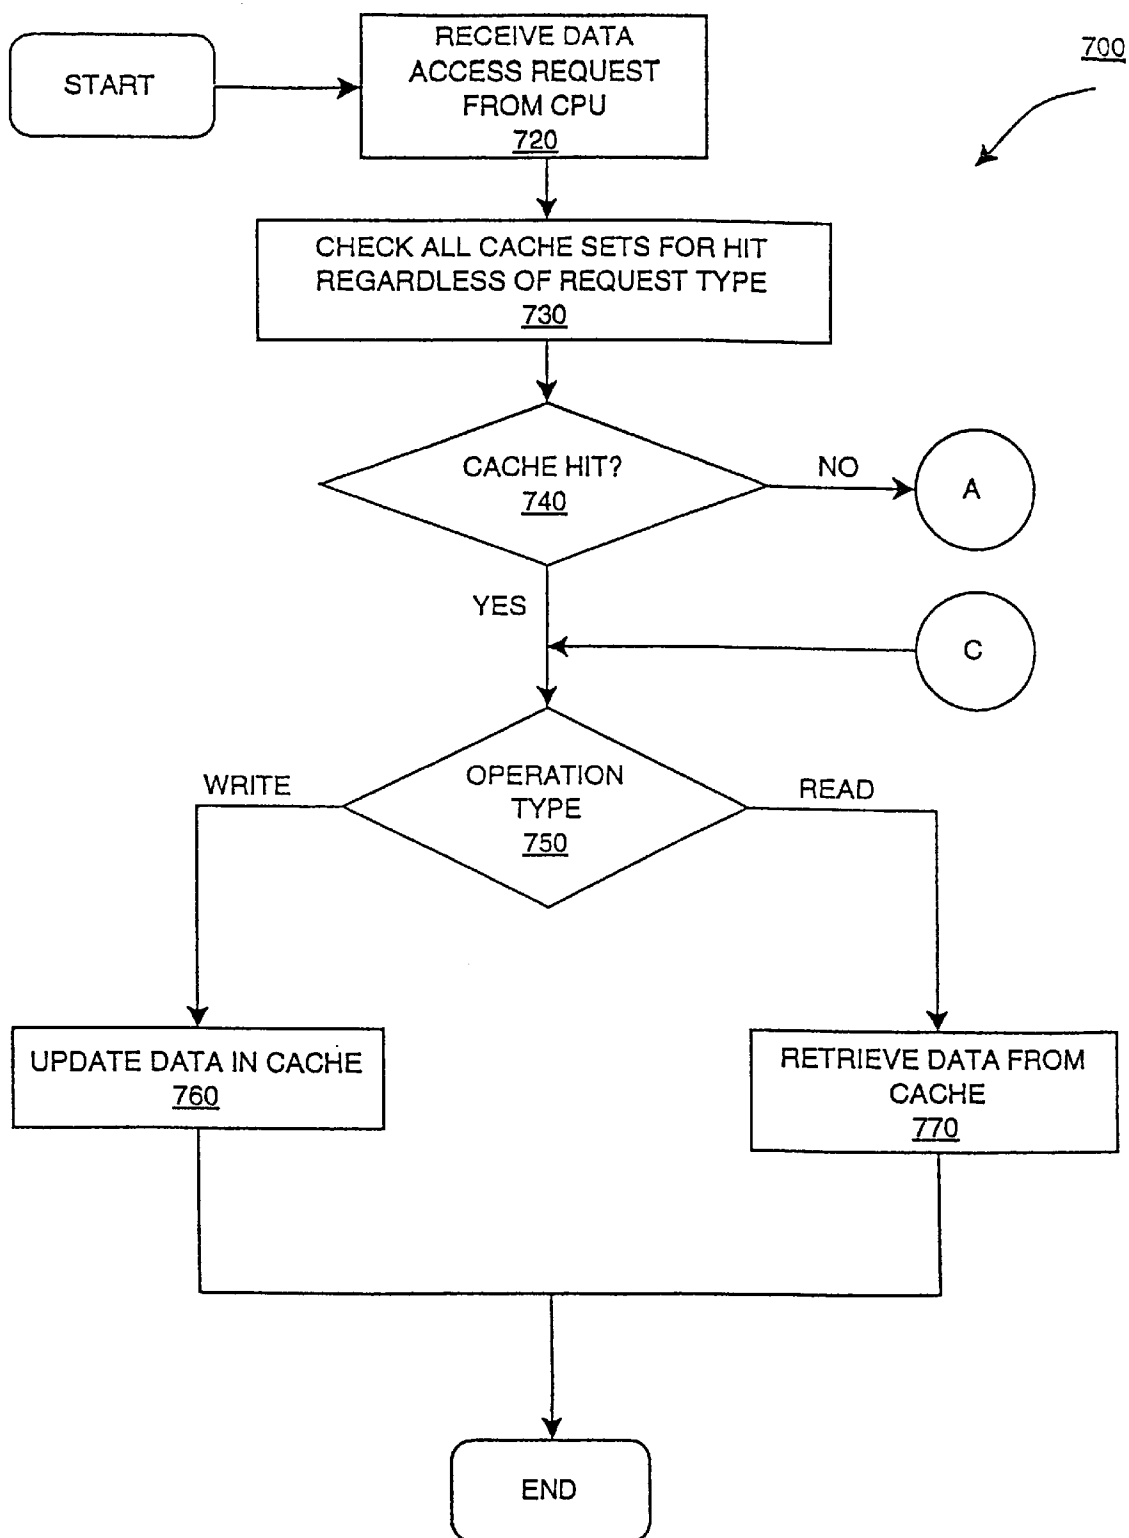 START
RECEIVE DATA
ACCESS REQUEST
FROM CPU
720
700
CHECK ALL CACHE SETS FOR HIT
REGARDLESS OF REQUEST TYPE
730
CACHE HIT?
740
NO
A
YES
C
OPERATION
TYPE
750
WRITE
READ
UPDATE DATA IN CACHE
760
RETRIEVE DATA FROM
CACHE
770
END